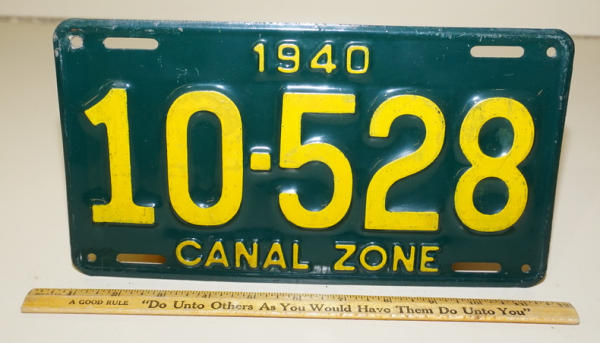 1940
10-528
CANAL ZONE
A GOOD RULE "Do Unto Others As You Would Have Them Do Unto You"